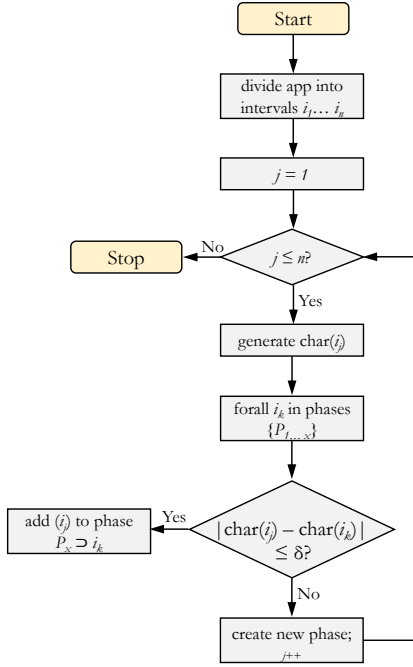 Start
divide app into
intervals i₁… iₙ
j = 1
j ≤ n?
No
Stop
Yes
generate char(iⱼ)
forall iₖ in phases
{P₁… ₓ}
|char(iⱼ) – char(iₖ)|
≤ δ?
Yes
add (iⱼ) to phase
Pₓ ⊃ iₖ
No
create new phase;
j++